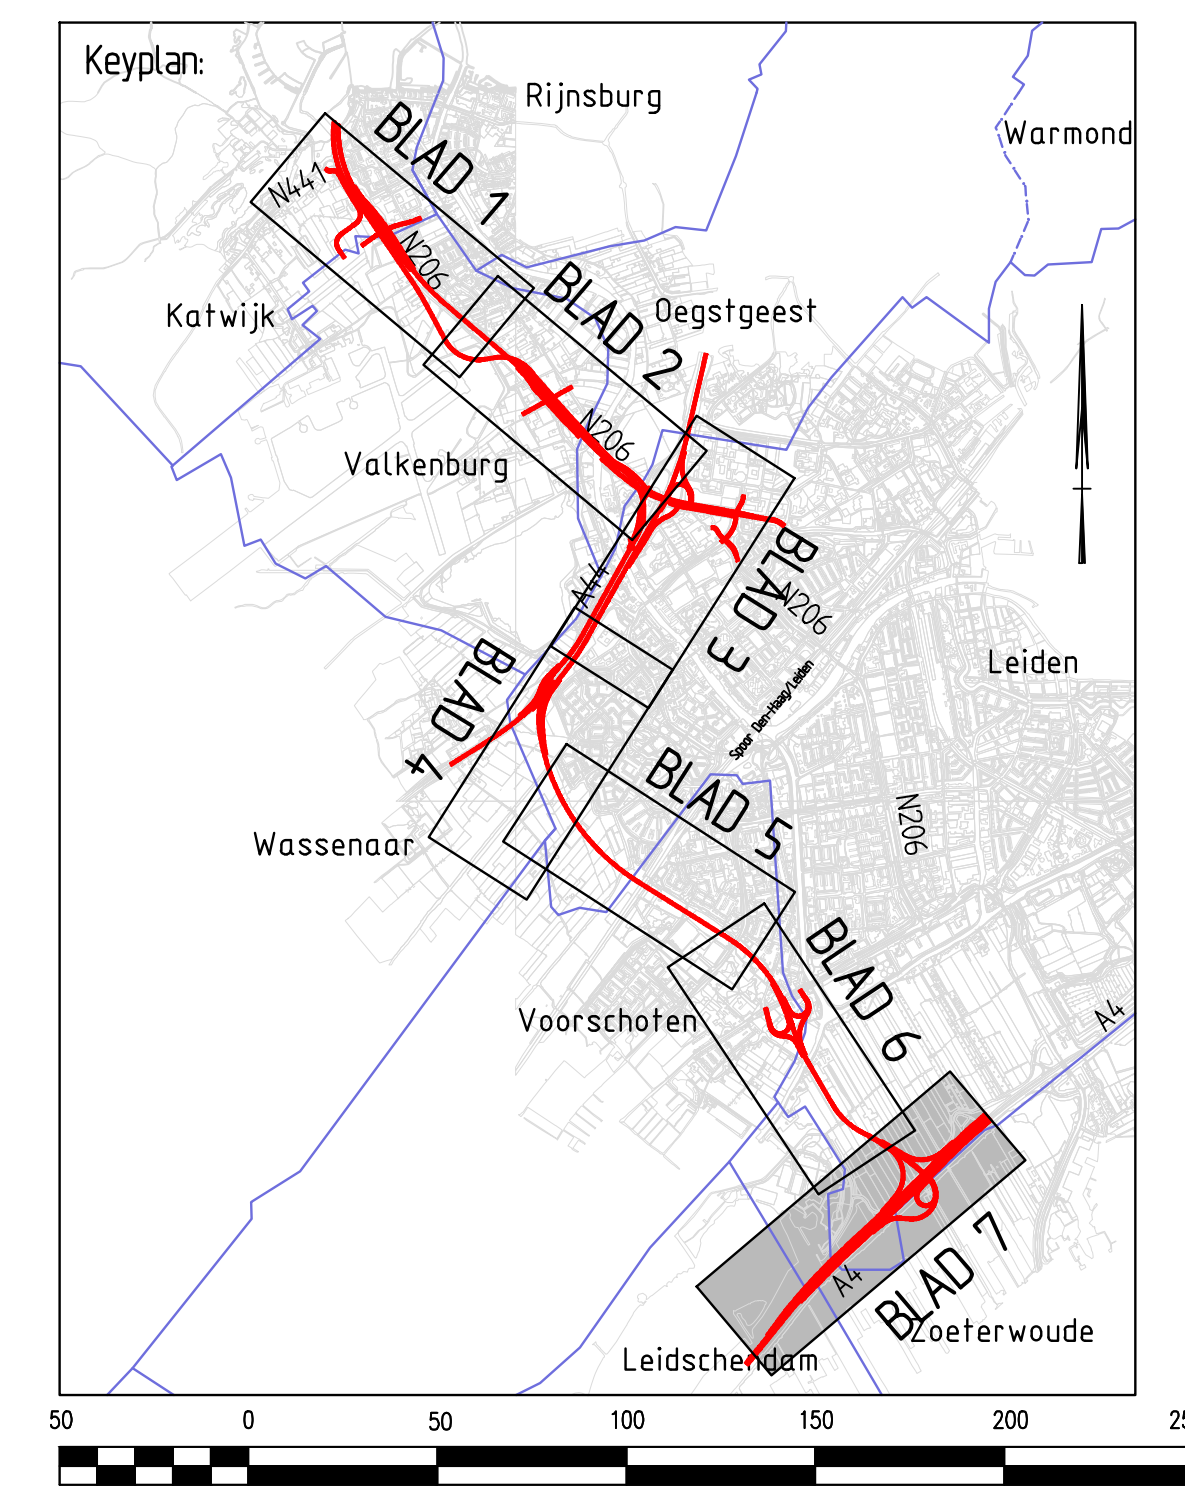 Keyplan:
Rijnsburg
Warmond
BLAD 1
N441
N206
Katwijk
BLAD 2
Oegstgeest
N206
Valkenburg
A44
BLAD 3
N206
Leiden
BLAD 4
Spoor Den-Haag/Leiden
BLAD 5
N206
Wassenaar
BLAD 6
Voorschoten
A4
BLAD 7
A4
Zoeterwoude
Leidschendam
50 0 50 100 150 200